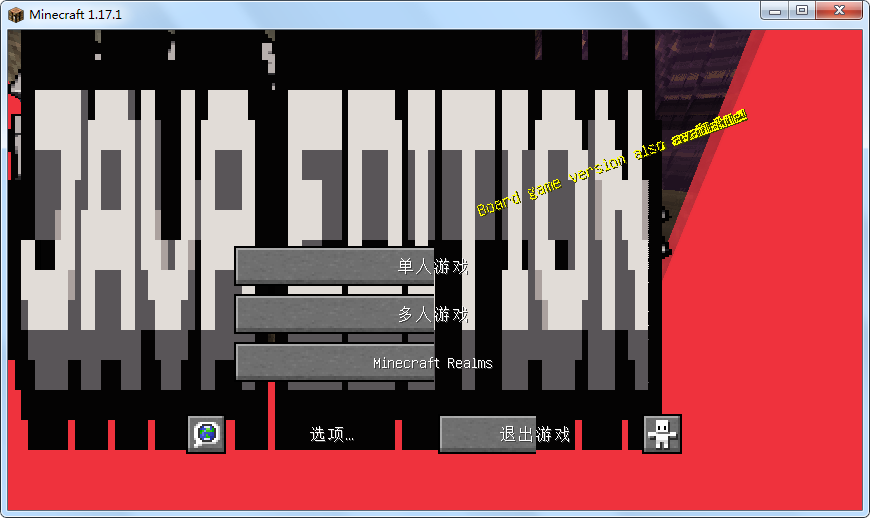 Minecraft 1.17.1
JAVA EDITION
Board game version also available!
单人游戏
多人游戏
Minecraft Realms
选项...
退出游戏